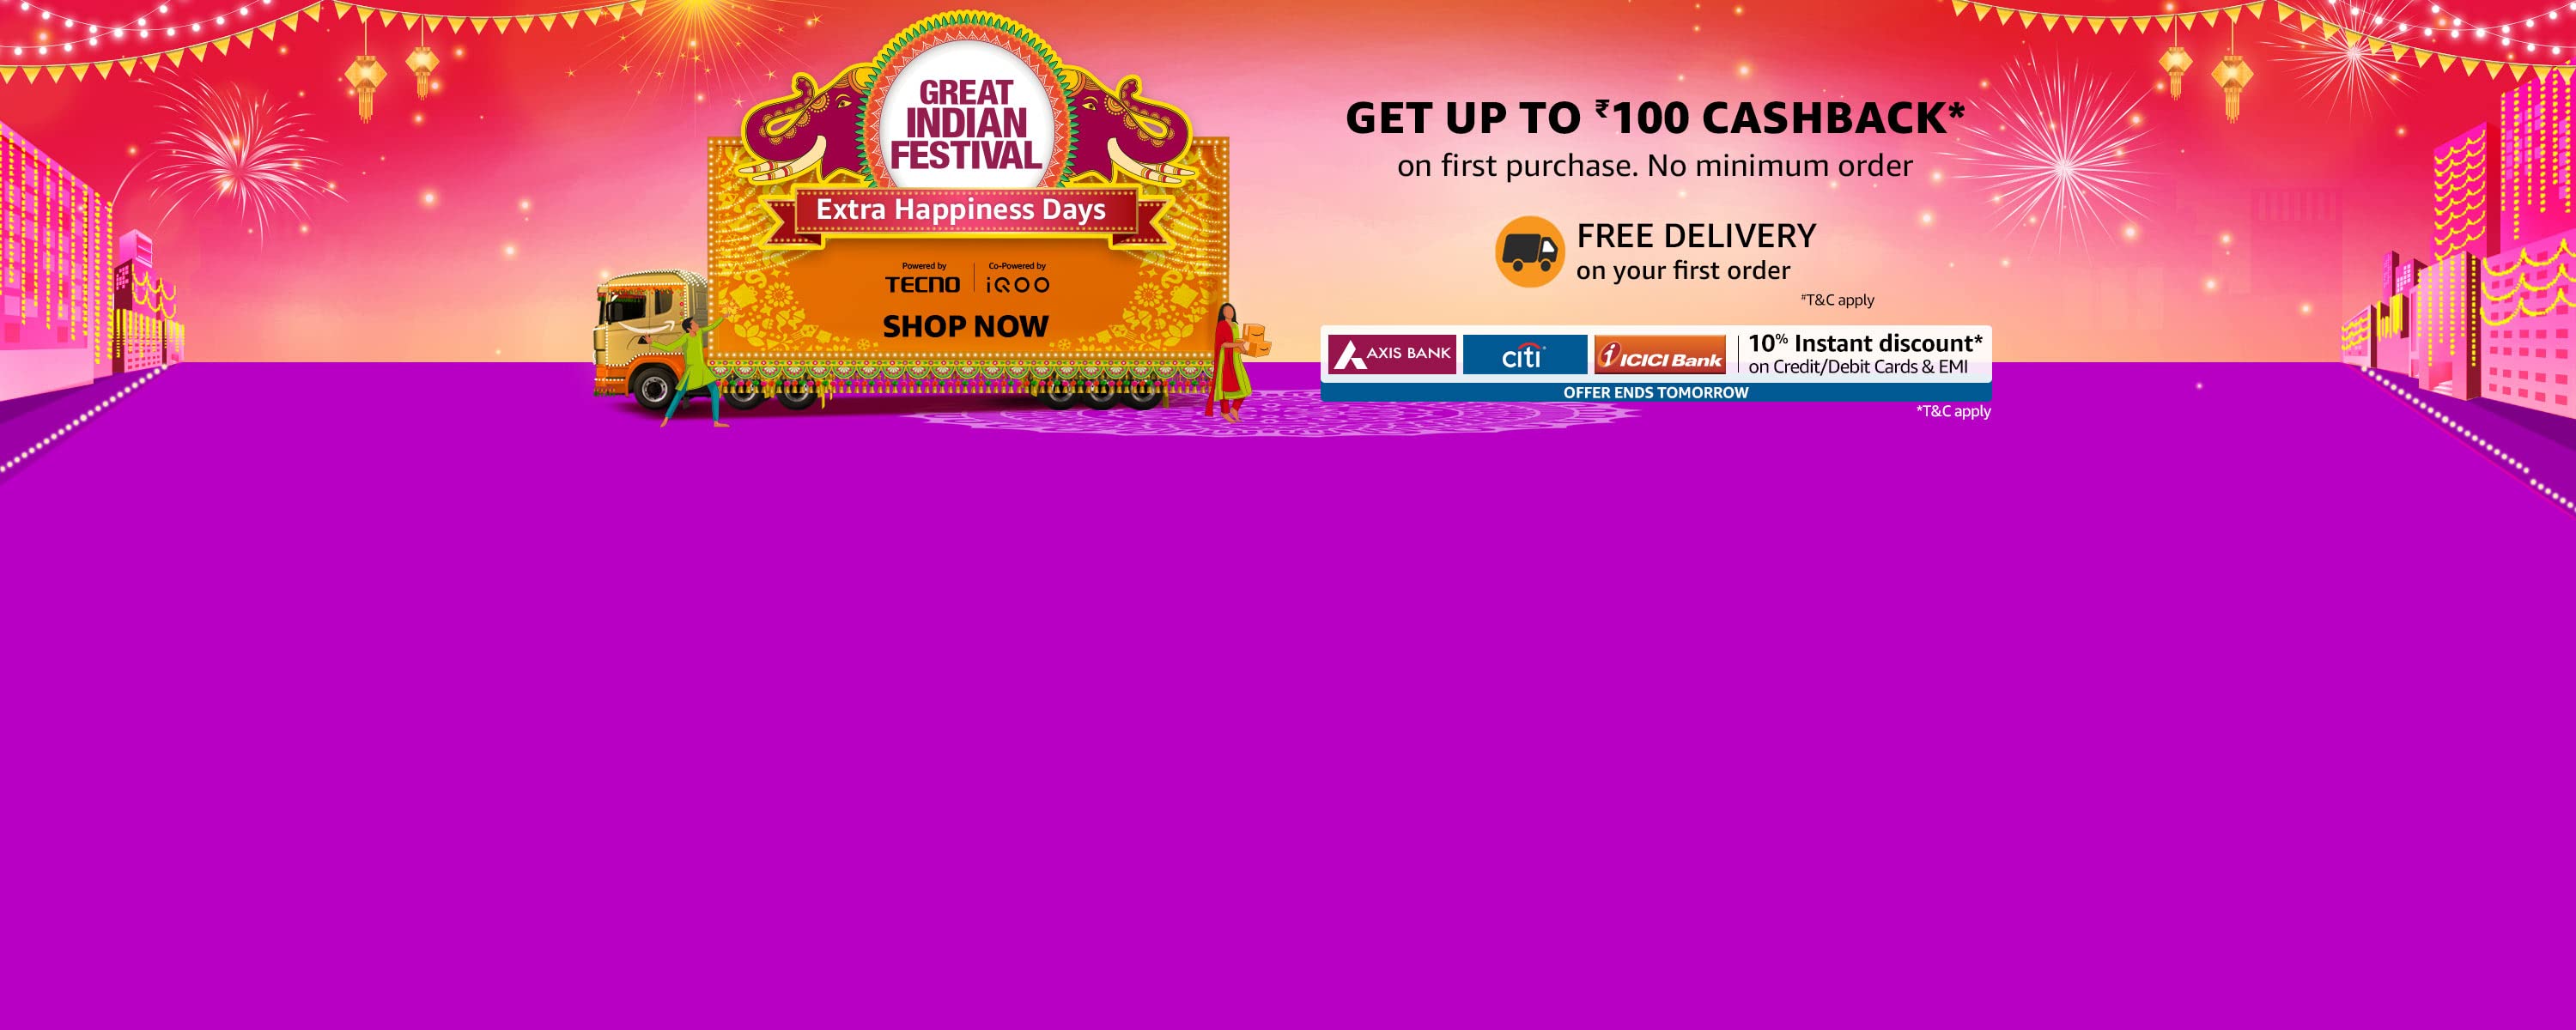 GREAT
INDIAN
FESTIVAL
Extra Happiness Days
Powered by
TECNO
Co-Powered by
iQOO
SHOP NOW
GET UP TO ₹100 CASHBACK*
on first purchase. No minimum order
FREE DELIVERY
on your first order
#T&C apply
AXIS BANK
citi
ICICI Bank
10% Instant discount*
on Credit/Debit Cards & EMI
OFFER ENDS TOMORROW
*T&C apply